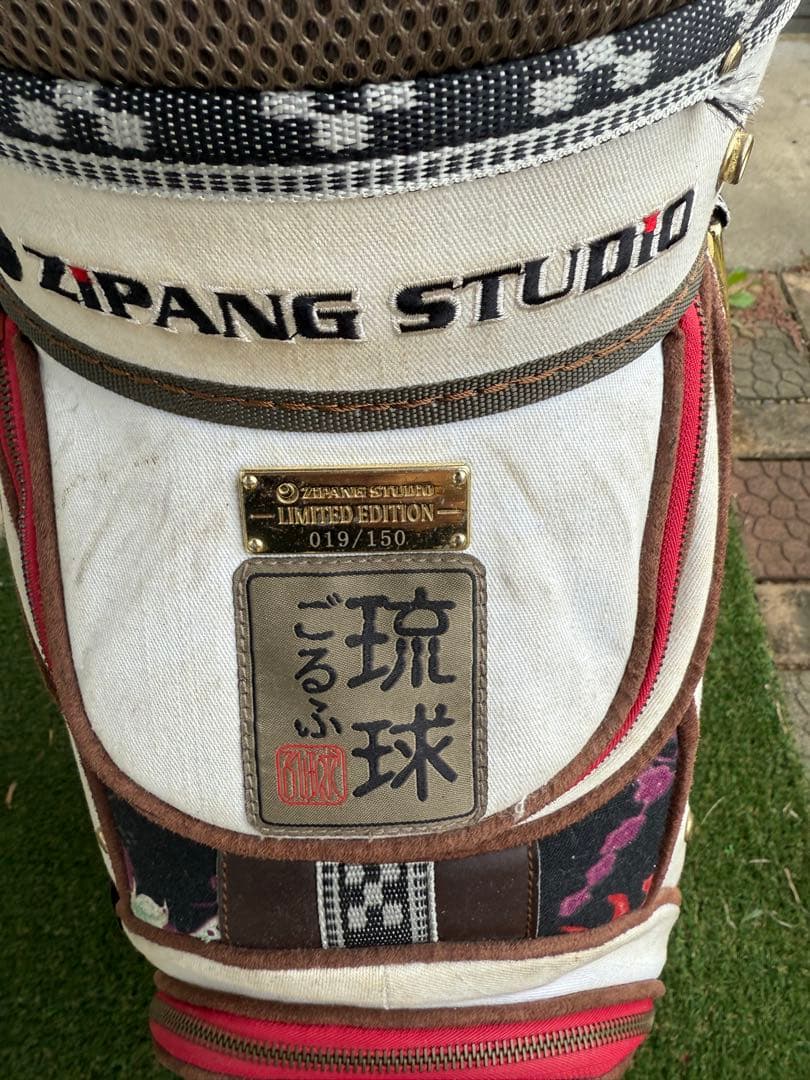 ZIPANG STUDIO
ZIPANG STUDIO
LIMITED EDITION
019/150
琉球
ごるふ